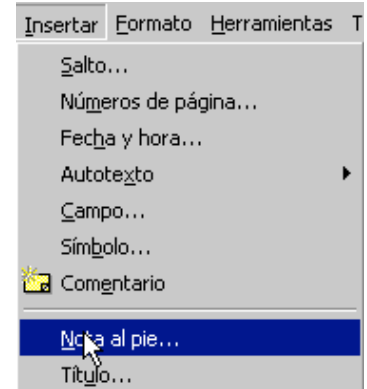 Insertar Formato Herramientas T
Salto...
Números de página...
Fecha y hora...
Autotexto
Campo...
Símbolo...
Comentario
Nota al pie...
Título...